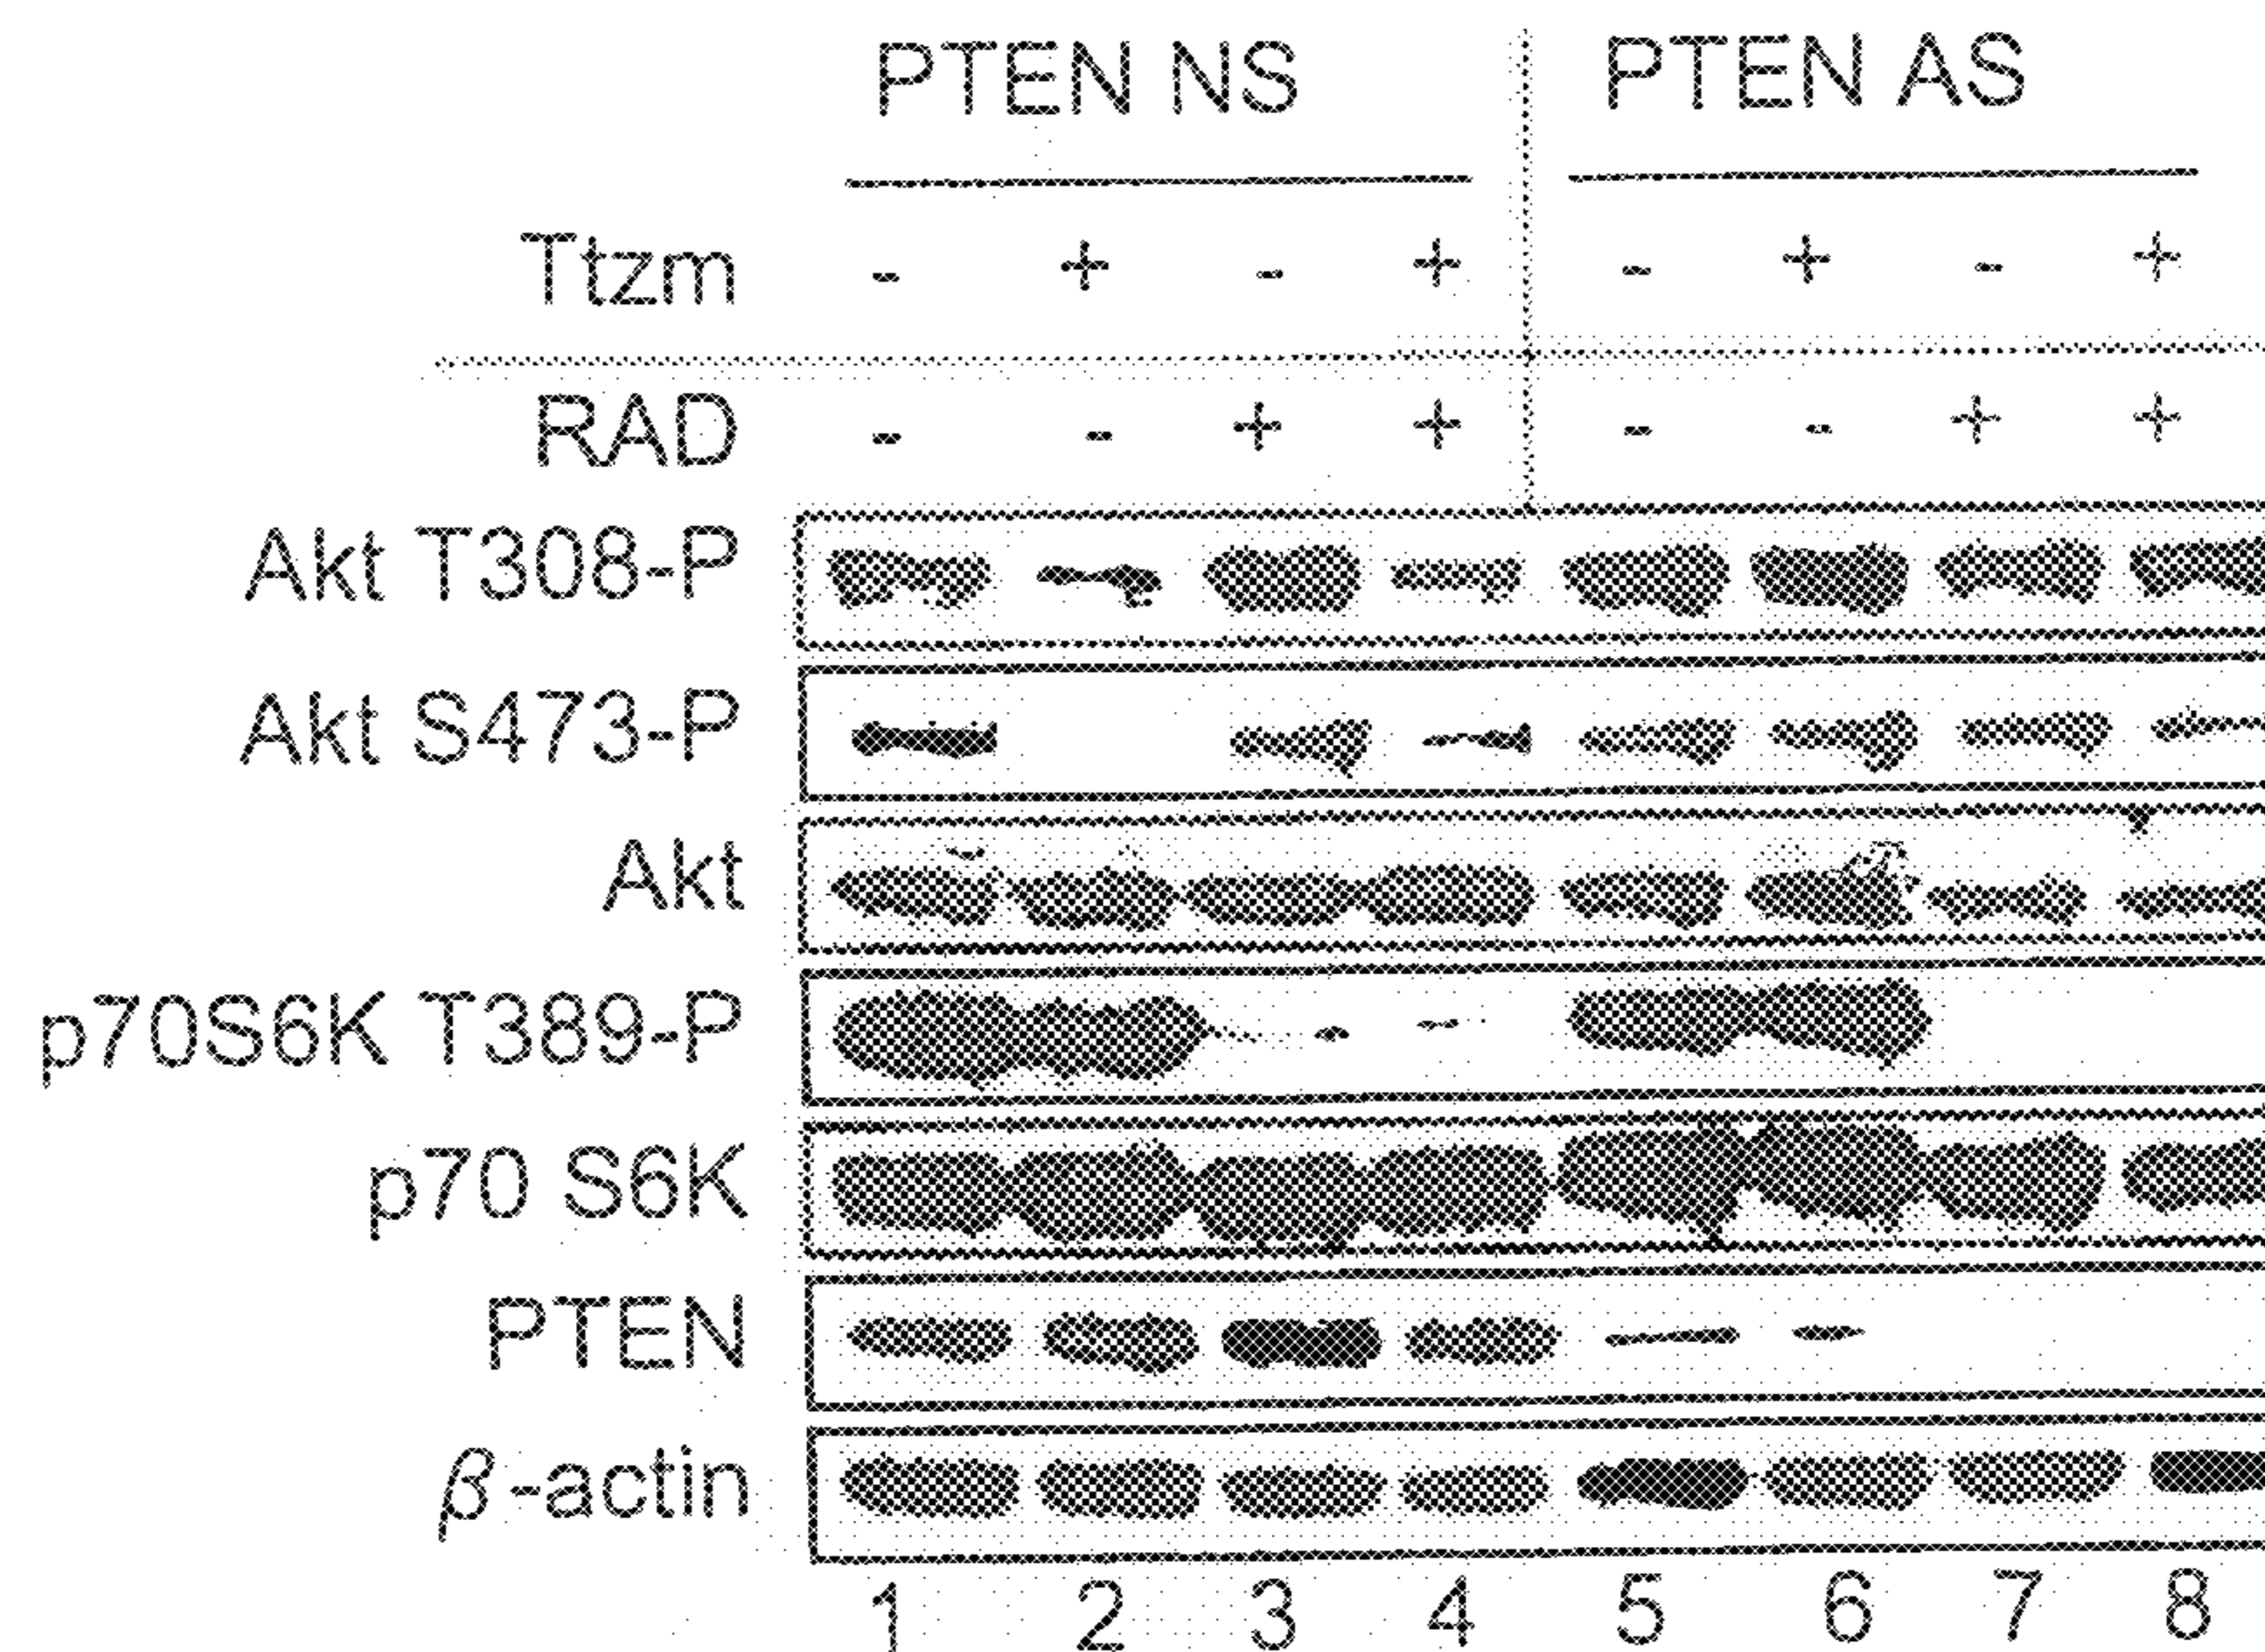 PTEN NS PTEN AS
Ttzm - + - + - + - +
RAD - - + + - - + +
Akt T308-P
Akt S473-P
Akt
p70S6K T389-P
p70 S6K
PTEN
β-actin
1 2 3 4 5 6 7 8